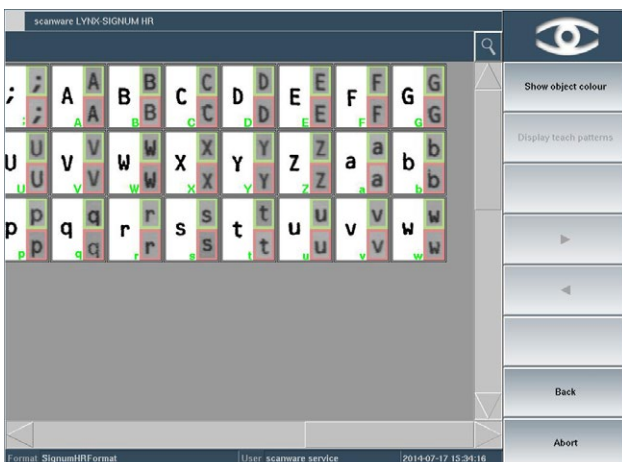 scanware LYNX-SIGNUM HR
Show object colour
Display teach patterns
; ; ; ; A A A A B B B B C C C C D D D D E E E E F F F F G G G G
U U U U V V V V W W W W X X X X Y Y Y Y Z Z Z Z a a a a b b b b
p p p p q q q q r r r r s s s s t t t t u u u u v v v v w w w w
Back
Abort
Format SignumHRFormat User scanware service 2014-07-17 15:34:16